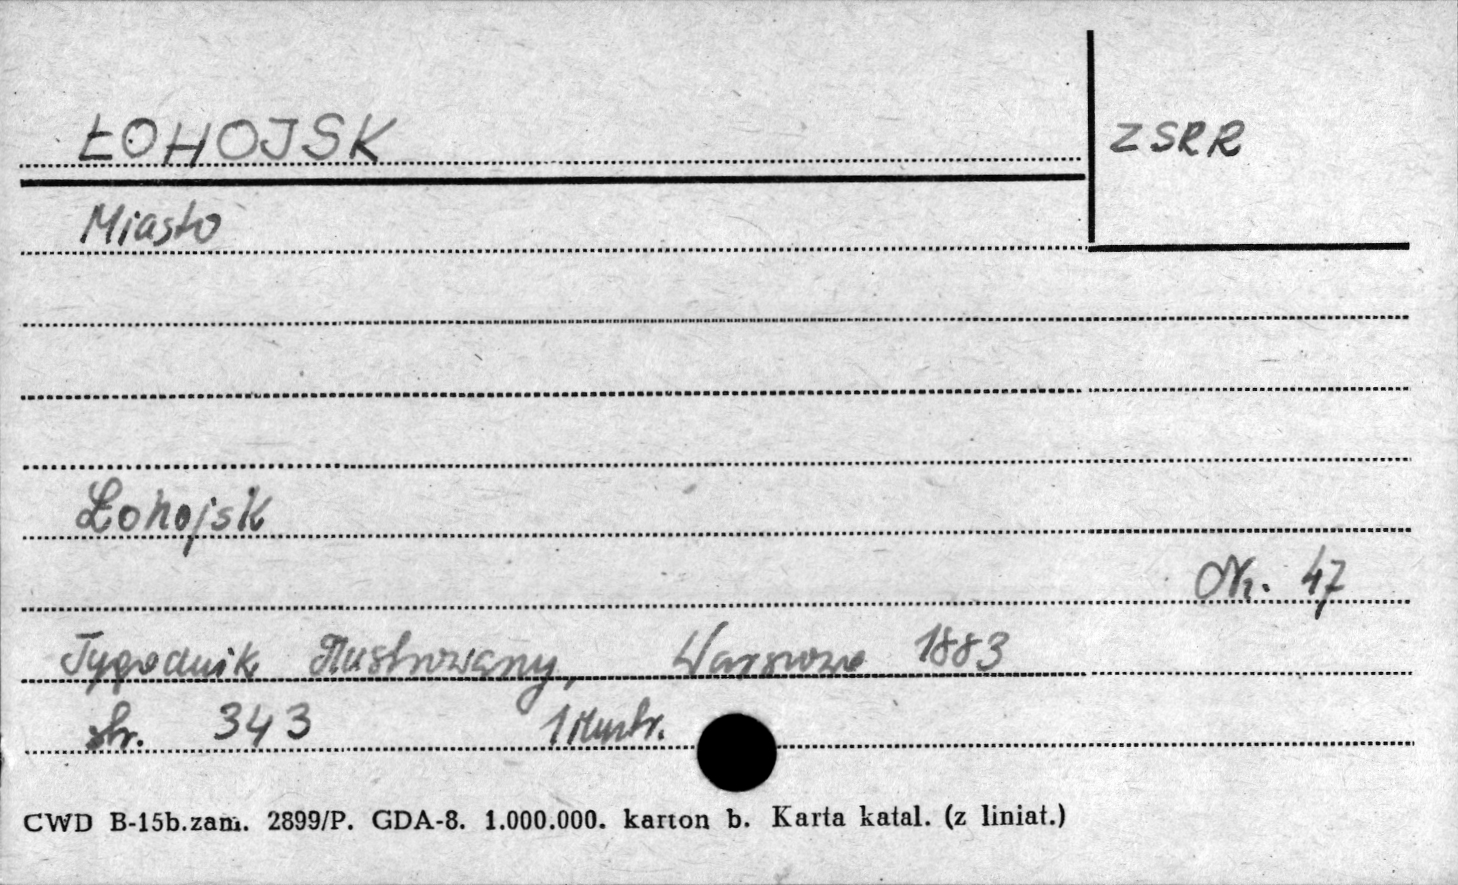 ŁOHOJSK
ZSRR
Miasto
Łohojsk
Nr. 47
Tygodnik Ilustrowany, Warszawa 1883
str. 343 1 ilustr.
CWD B-15b.zam. 2899/P. GDA-8. 1.000.000. karton b. Karta katal. (z liniat.)